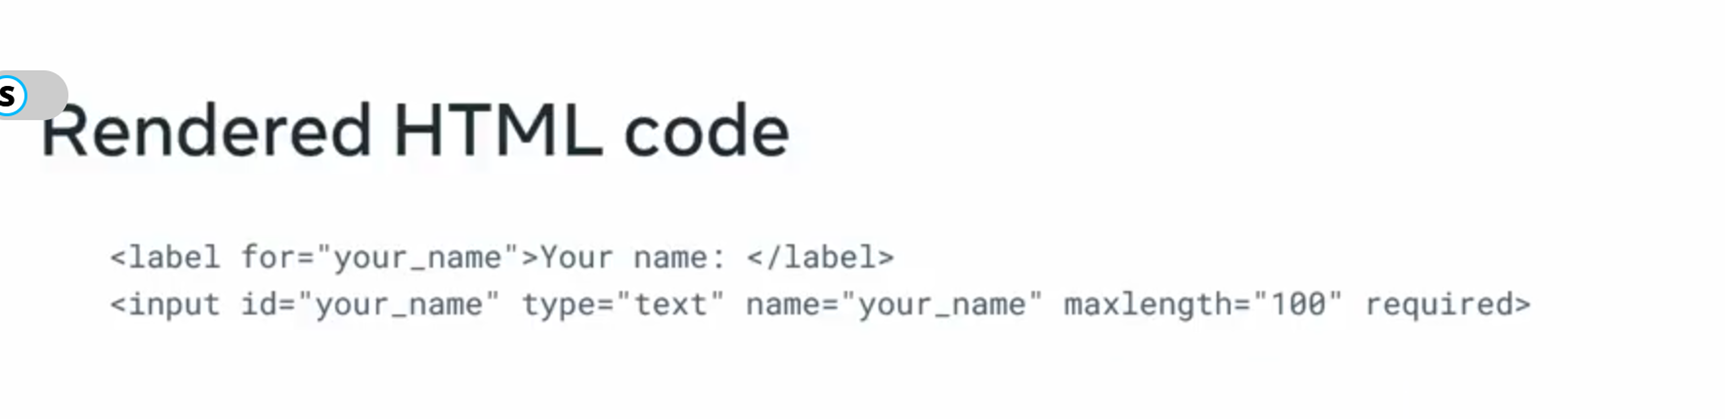 S
Rendered HTML code
<label for="your_name">Your name: </label>
<input id="your_name" type="text" name="your_name" maxlength="100" required>